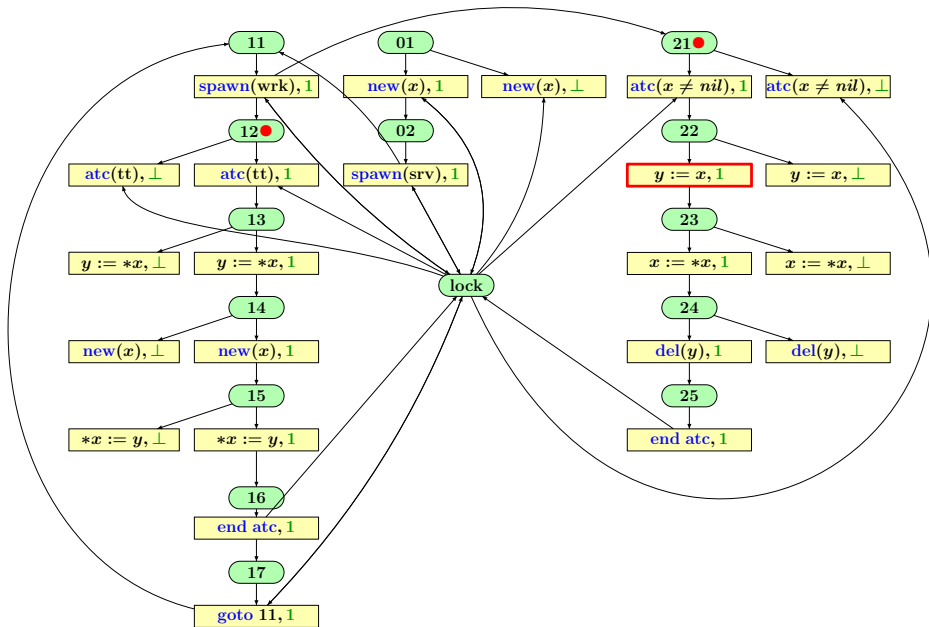 11 01 21
spawn(wrk), 1 new(x), 1 new(x), ⊥ atc(x ≠ nil), 1 atc(x ≠ nil), ⊥
12 02 22
atc(tt), ⊥ atc(tt), 1 spawn(srv), 1 y := x, 1 y := x, ⊥
13 23
y := *x, ⊥ y := *x, 1 x := *x, 1 x := *x, ⊥
lock
14 24
new(x), ⊥ new(x), 1 del(y), 1 del(y), ⊥
15 25
*x := y, ⊥ *x := y, 1 end atc, 1
16
end atc, 1
17
goto 11, 1